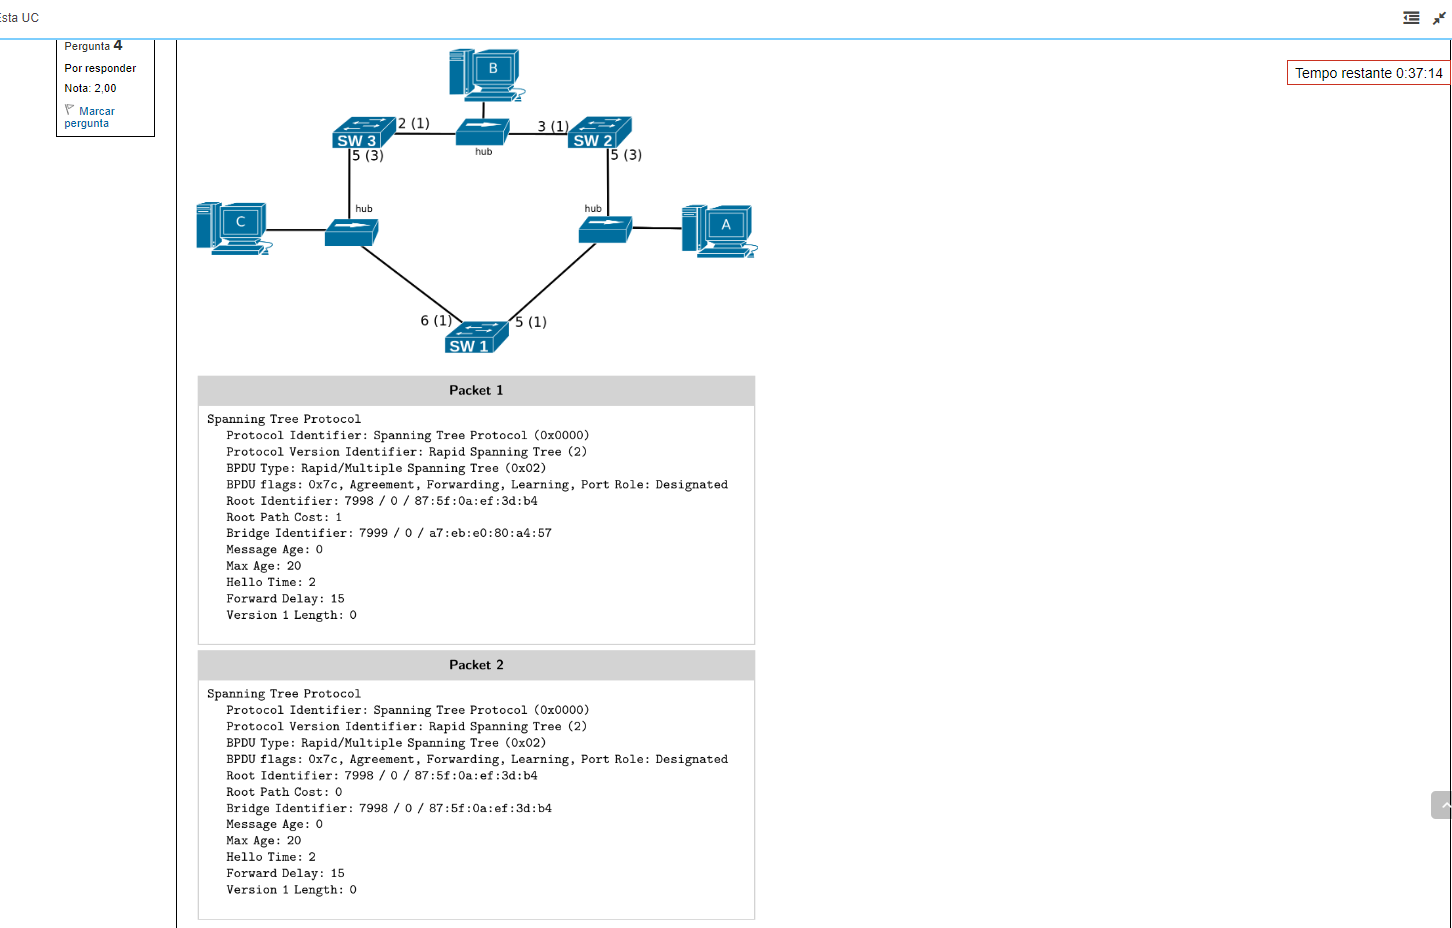 Esta UC
Pergunta 4
Por responder
Nota: 2,00
Marcar
pergunta
Tempo restante 0:37:14
B
2 (1)
3 (1)
SW 3
SW 2
hub
5 (3)
5 (3)
hub
hub
C
A
6 (1)
5 (1)
SW 1
Packet 1
Spanning Tree Protocol
Protocol Identifier: Spanning Tree Protocol (0x0000)
Protocol Version Identifier: Rapid Spanning Tree (2)
BPDU Type: Rapid/Multiple Spanning Tree (0x02)
BPDU flags: 0x7c, Agreement, Forwarding, Learning, Port Role: Designated
Root Identifier: 7998 / 0 / 87:5f:0a:ef:3d:b4
Root Path Cost: 1
Bridge Identifier: 7999 / 0 / a7:eb:e0:80:a4:57
Message Age: 0
Max Age: 20
Hello Time: 2
Forward Delay: 15
Version 1 Length: 0
Packet 2
Spanning Tree Protocol
Protocol Identifier: Spanning Tree Protocol (0x0000)
Protocol Version Identifier: Rapid Spanning Tree (2)
BPDU Type: Rapid/Multiple Spanning Tree (0x02)
BPDU flags: 0x7c, Agreement, Forwarding, Learning, Port Role: Designated
Root Identifier: 7998 / 0 / 87:5f:0a:ef:3d:b4
Root Path Cost: 0
Bridge Identifier: 7998 / 0 / 87:5f:0a:ef:3d:b4
Message Age: 0
Max Age: 20
Hello Time: 2
Forward Delay: 15
Version 1 Length: 0